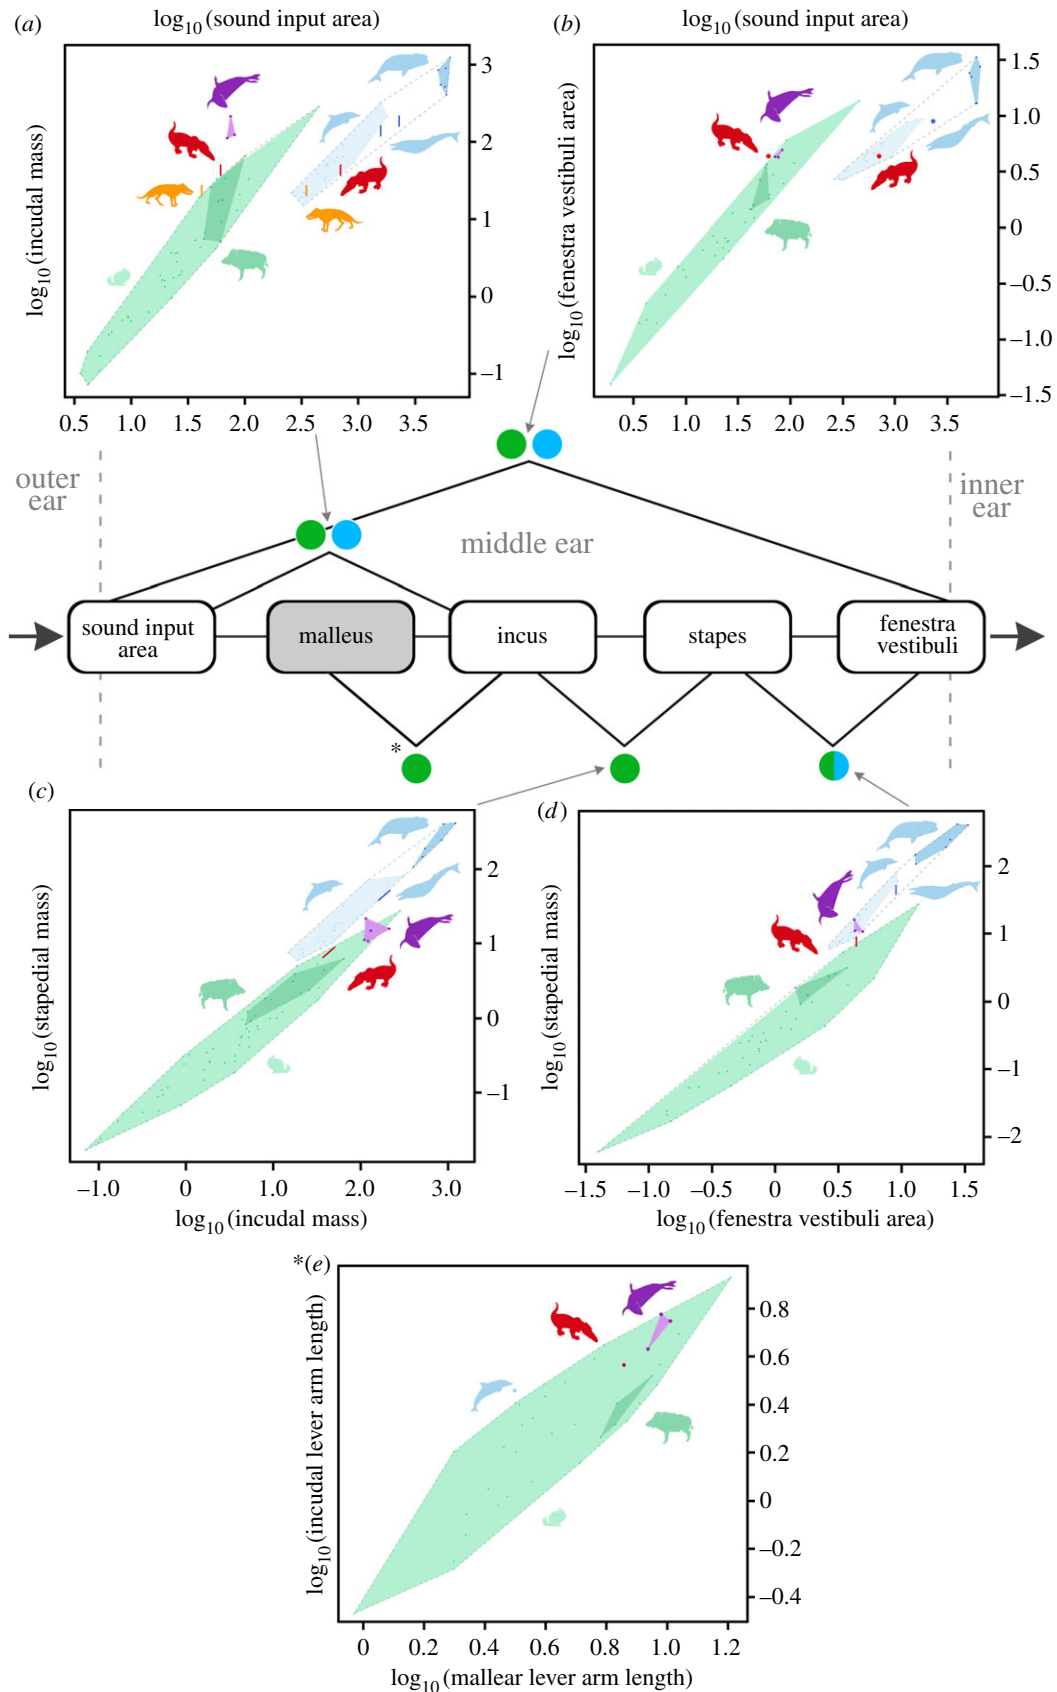 (a)
log10(sound input area)
log10(incudal mass)
3
2
1
0
–1
0.5 1.0 1.5 2.0 2.5 3.0 3.5
(b)
log10(sound input area)
log10(fenestra vestibuli area)
1.5
1.0
0.5
0
–0.5
–1.0
–1.5
0.5 1.0 1.5 2.0 2.5 3.0 3.5
outer
ear
middle ear
inner
ear
sound input
area
malleus
incus
stapes
fenestra
vestibuli
*
(c)
log10(stapedial mass)
2
1
0
–1
–1.0 0 1.0 2.0 3.0
log10(incudal mass)
(d)
log10(stapedial mass)
2
1
0
–1
–2
–1.5 –1.0 –0.5 0 0.5 1.0 1.5
log10(fenestra vestibuli area)
*(e)
log10(incudal lever arm length)
0.8
0.6
0.4
0.2
0
–0.2
–0.4
0 0.2 0.4 0.6 0.8 1.0 1.2
log10(mallear lever arm length)